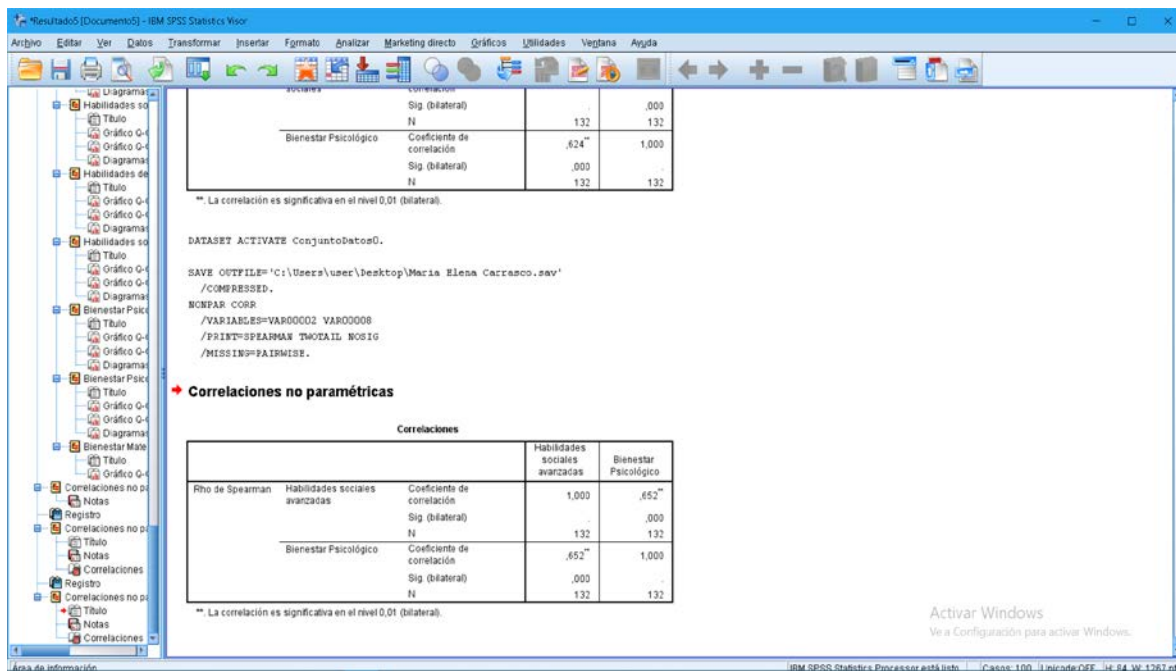 *Resultado5 [Documento5] - IBM SPSS Statistics Visor
Archivo Editar Ver Datos Transformar Insertar Formato Analizar Marketing directo Gráficos Utilidades Ventana Ayuda
Diagramas
Habilidades so
Título
Gráfico Q-
Gráfico Q-
Diagramas
Habilidades de
Título
Gráfico Q-
Gráfico Q-
Diagramas
Habilidades so
Título
Gráfico Q-
Gráfico Q-
Diagramas
Bienestar Psico
Título
Gráfico Q-
Gráfico Q-
Diagramas
Bienestar Psico
Título
Gráfico Q-
Gráfico Q-
Diagramas
Bienestar Mate
Título
Gráfico Q-
Correlaciones no pa
Notas
Registro
Correlaciones no pa
Título
Notas
Correlaciones
Registro
Correlaciones no pa
Título
Notas
Correlaciones
sociales correlación
Sig. (bilateral) . ,000
N 132 132
Bienestar Psicológico Coeficiente de correlación ,624** 1,000
Sig. (bilateral) ,000 .
N 132 132
**. La correlación es significativa en el nivel 0,01 (bilateral).
DATASET ACTIVATE ConjuntoDatos0.
SAVE OUTFILE='C:\Users\user\Desktop\Maria Elena Carrasco.sav'
/COMPRESSED.
NONPAR CORR
/VARIABLES=VAR00002 VAR00008
/PRINT=SPEARMAN TWOTAIL NOSIG
/MISSING=PAIRWISE.
Correlaciones no paramétricas
Correlaciones
Habilidades sociales avanzadas Bienestar Psicológico
Rho de Spearman Habilidades sociales avanzadas Coeficiente de correlación 1,000 ,652**
Sig. (bilateral) . ,000
N 132 132
Bienestar Psicológico Coeficiente de correlación ,652** 1,000
Sig. (bilateral) ,000 .
N 132 132
**. La correlación es significativa en el nivel 0,01 (bilateral).
Activar Windows
Ve a Configuración para activar Windows.
Área de información IBM SPSS Statistics Processor está listo Casos: 100 Unicode:OFF H: 84, W: 1267 pt